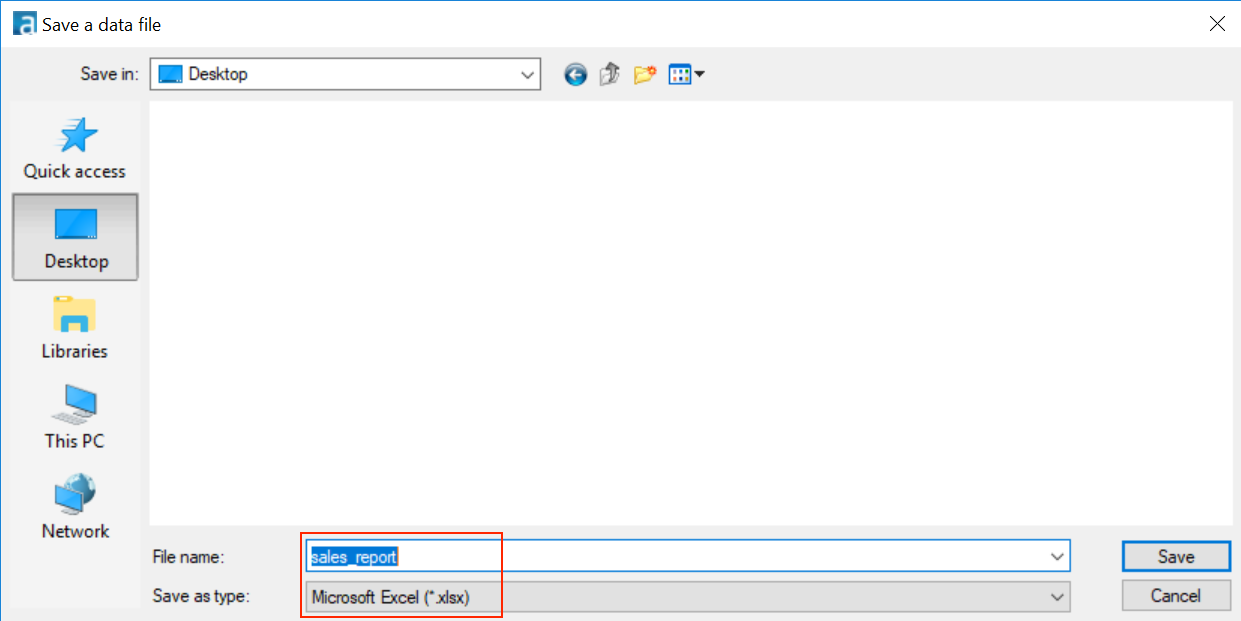 a Save a data file
Save in: Desktop
Quick access
Desktop
Libraries
This PC
Network
File name: sales_report
Save
Save as type: Microsoft Excel (*.xlsx)
Cancel